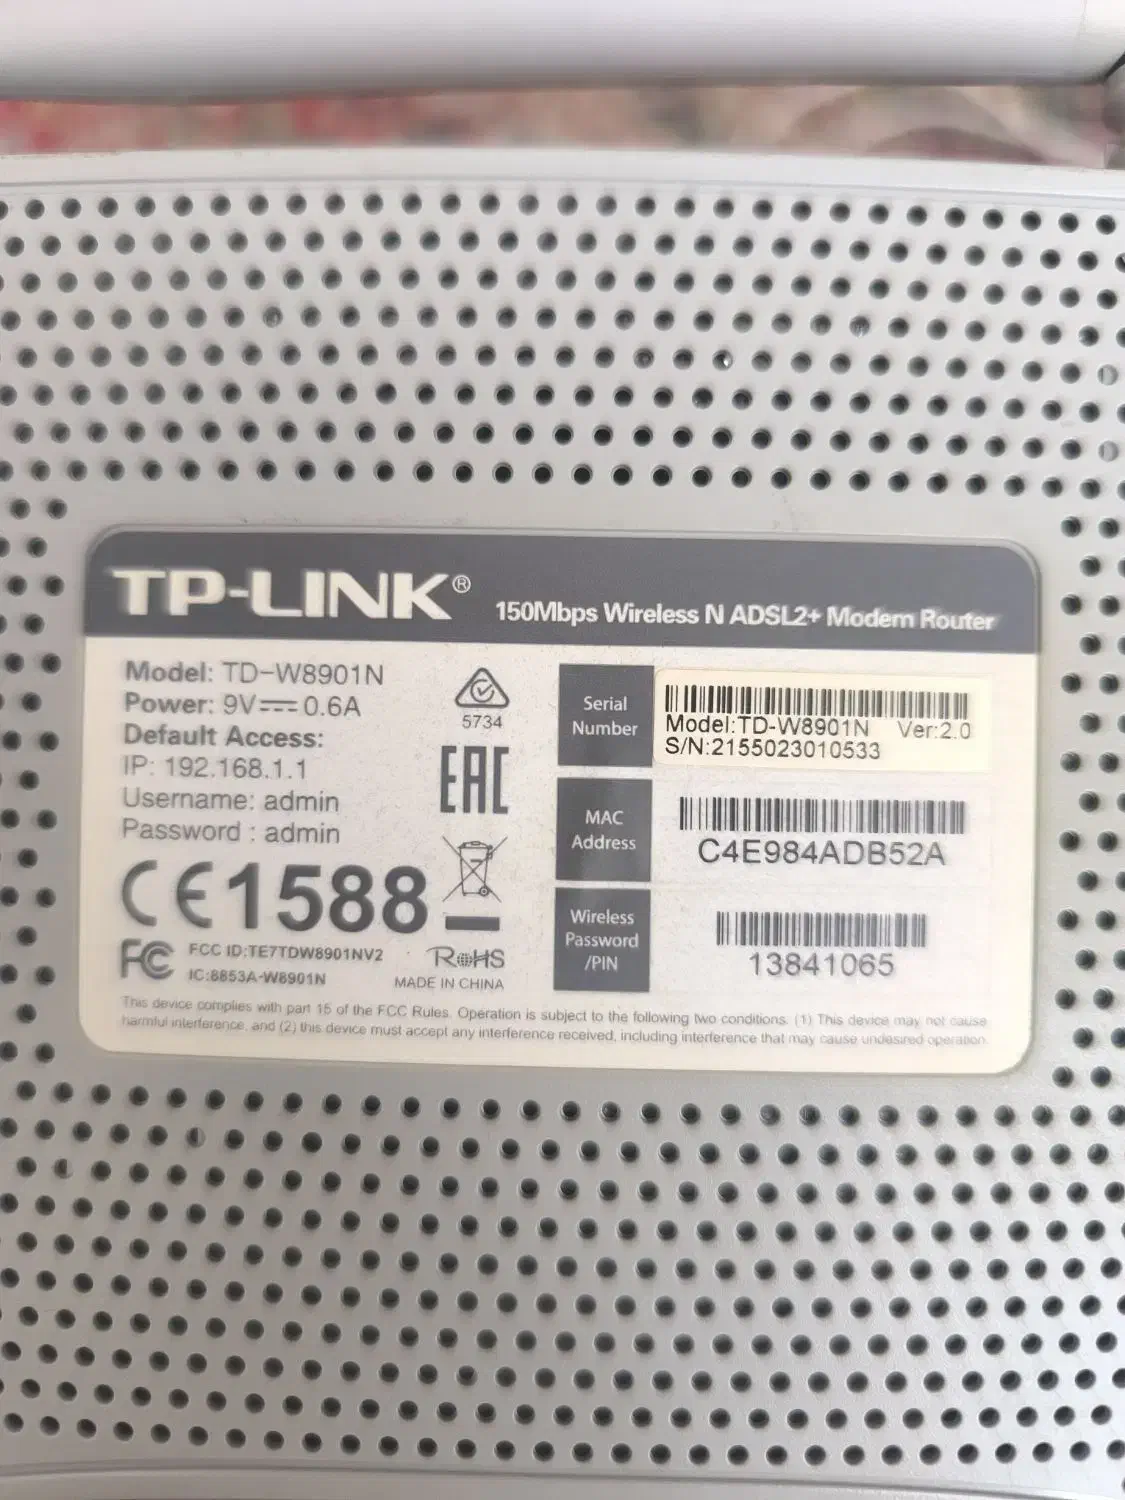 TP-LINK®
150Mbps Wireless N ADSL2+ Modem Router
Model: TD-W8901N
Power: 9V⎓0.6A
Default Access:
IP: 192.168.1.1
Username: admin
Password : admin
CE1588
FC FCC ID:TE7TDW8901NV2
IC:8853A-W8901N
5734
EAC
RoHS
MADE IN CHINA
Serial
Number
Model:TD-W8901N Ver:2.0
S/N:2155023010533
MAC
Address
C4E984ADB52A
Wireless
Password
/PIN
13841065
This device complies with part 15 of the FCC Rules. Operation is subject to the following two conditions: (1) This device may not cause
harmful interference, and (2) this device must accept any interference received, including interference that may cause undesired operation.